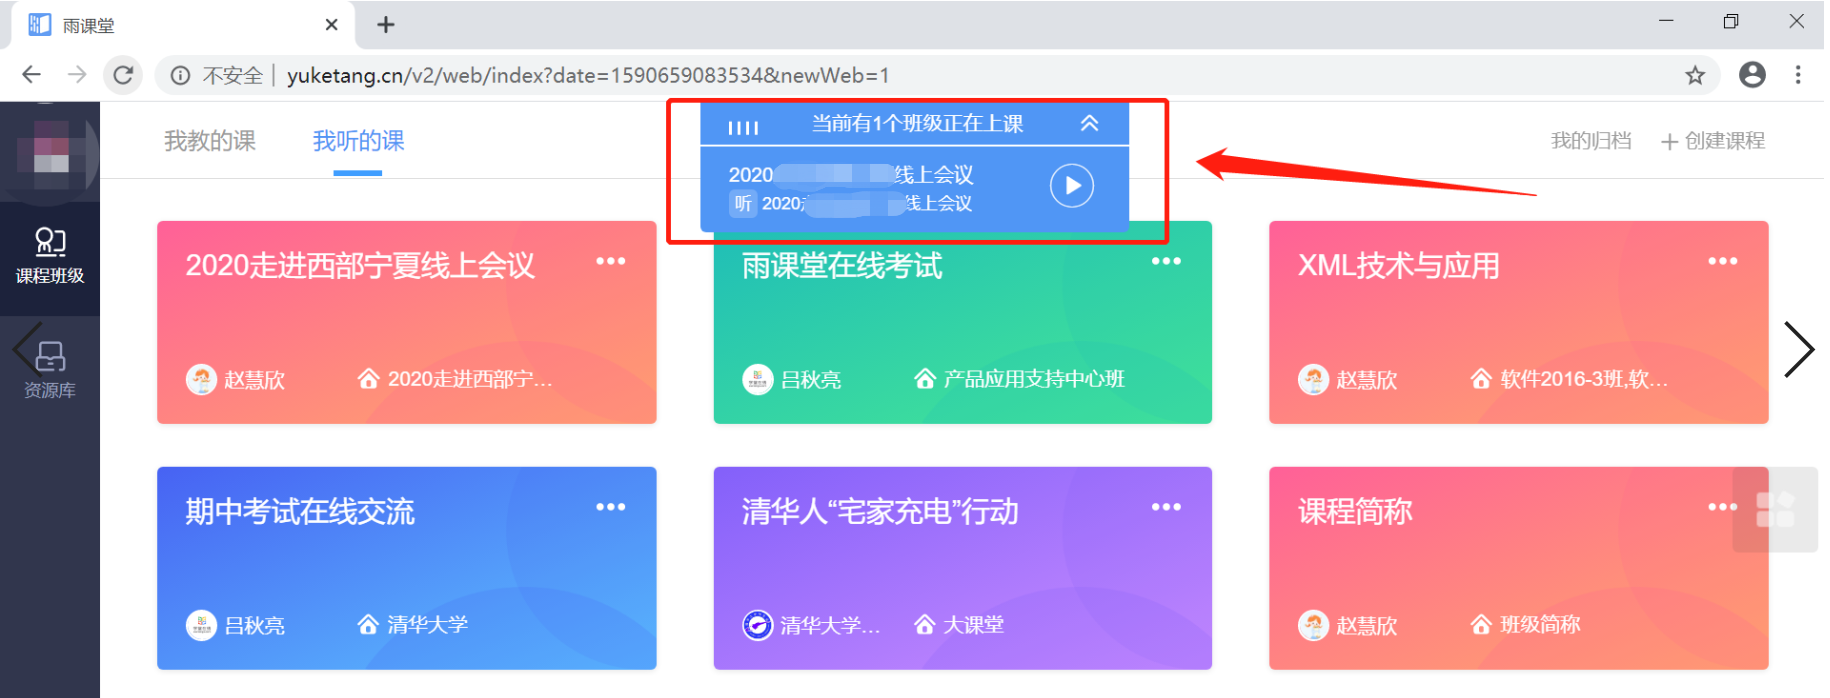 雨课堂
不安全 yuketang.cn/v2/web/index?date=1590659083534&newWeb=1
我教的课 我听的课
当前有1个班级正在上课
我的归档 创建课程
2020 线上会议
听 2020 线上会议
课程班级
资源库
2020走进西部宁夏线上会议
赵慧欣 2020走进西部宁...
雨课堂在线考试
吕秋亮 产品应用支持中心班
XML技术与应用
赵慧欣 软件2016-3班,软...
期中考试在线交流
吕秋亮 清华大学
清华人“宅家充电”行动
清华大学... 大课堂
课程简称
赵慧欣 班级简称